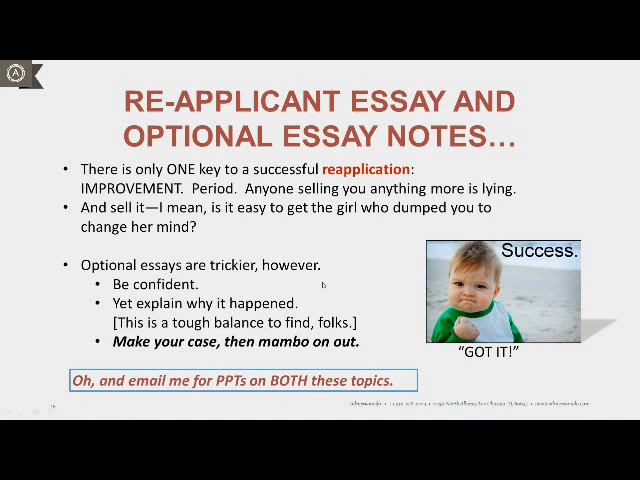 A
RE-APPLICANT ESSAY AND
OPTIONAL ESSAY NOTES…
• There is only ONE key to a successful reapplication:
IMPROVEMENT. Period. Anyone selling you anything more is lying.
• And sell it—I mean, is it easy to get the girl who dumped you to
change her mind?
• Optional essays are trickier, however.
• Be confident.
• Yet explain why it happened.
[This is a tough balance to find, folks.]
• Make your case, then mambo on out.
Success.
"GOT IT!"
Oh, and email me for PPTs on BOTH these topics.